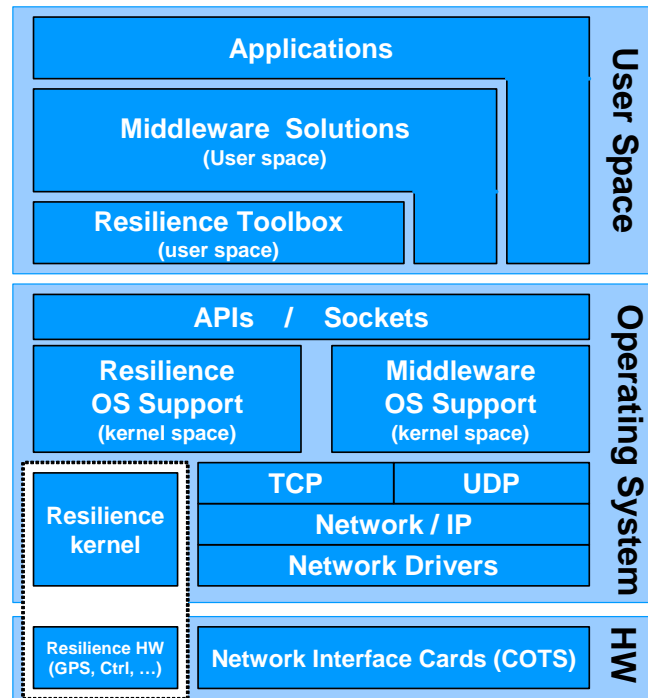 Applications
Middleware Solutions
(User space)
Resilience Toolbox
(user space)
User Space
APIs / Sockets
Resilience
OS Support
(kernel space)
Middleware
OS Support
(kernel space)
Resilience
kernel
TCP
UDP
Network / IP
Network Drivers
Operating System
Resilience HW
(GPS, Ctrl, ...)
Network Interface Cards (COTS)
HW